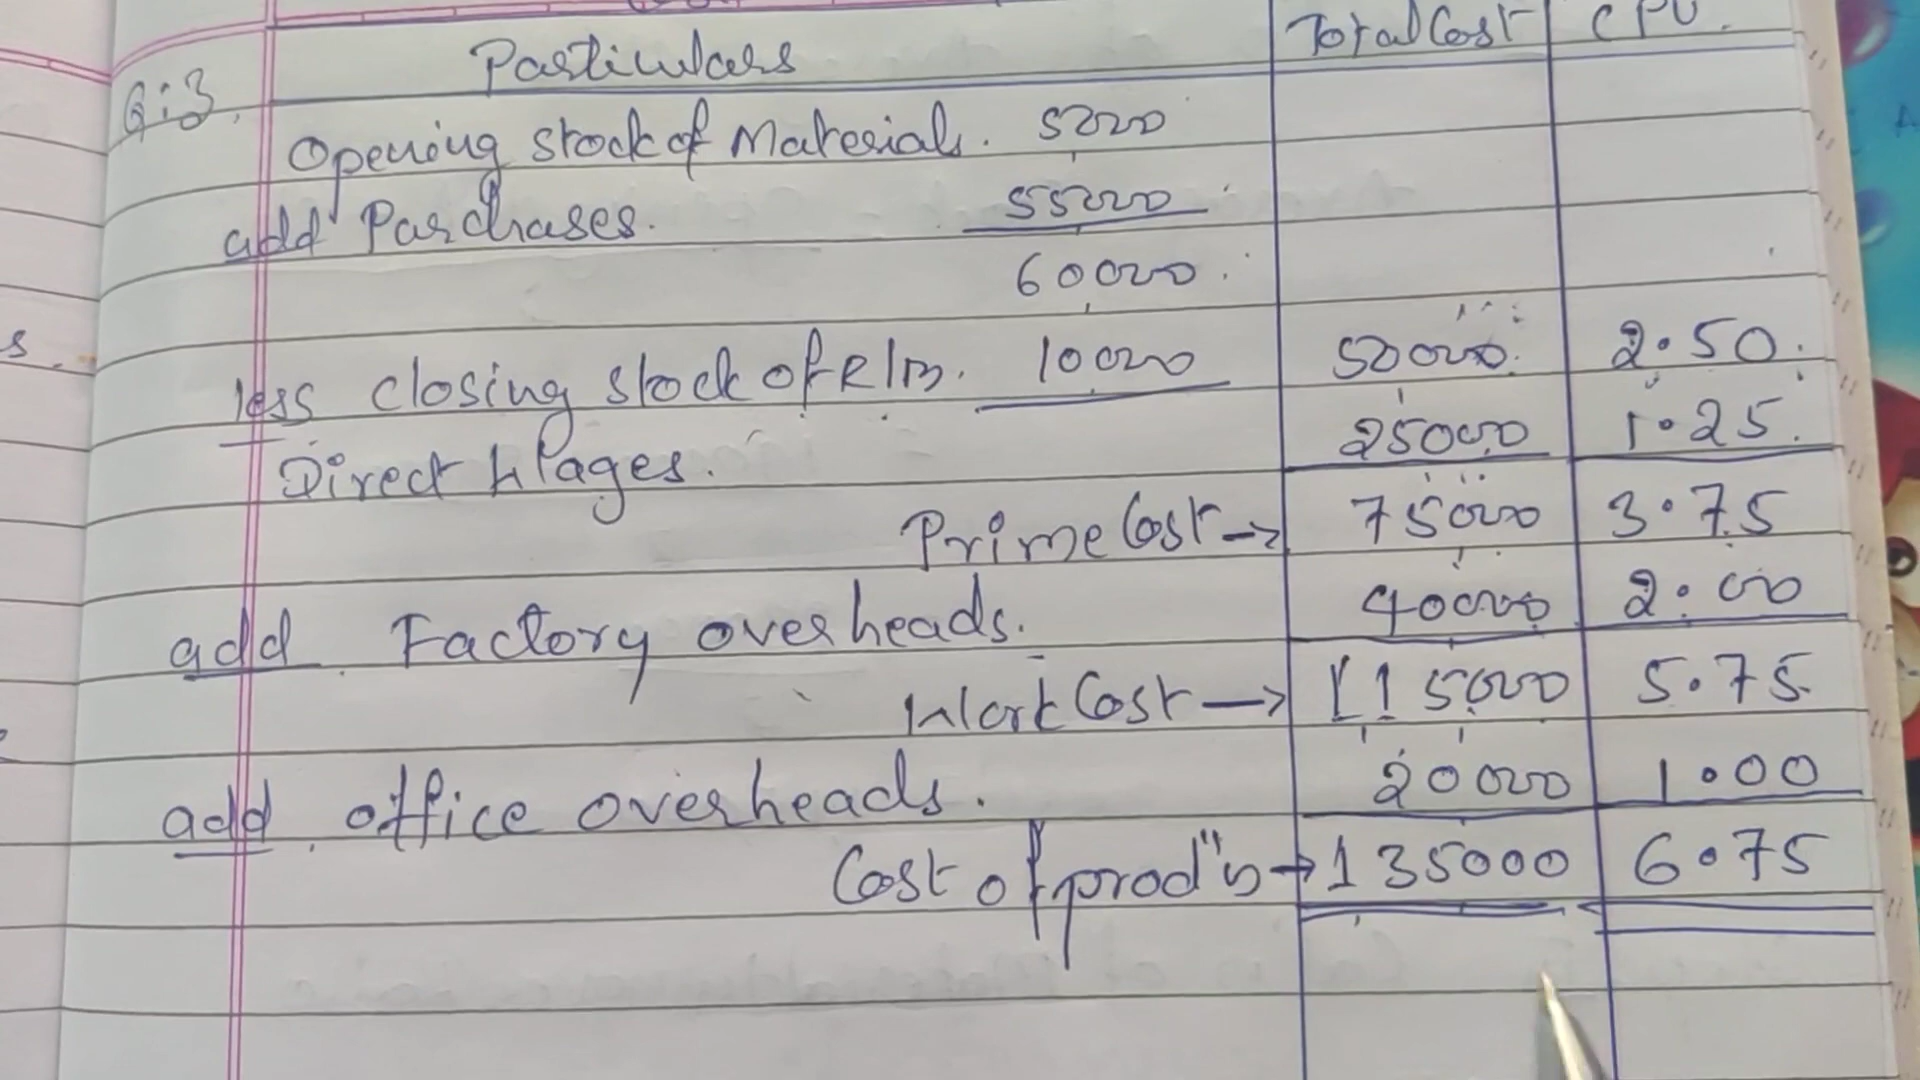 Particulars Total Cost CPU.
Q:3.
Opening stock of Materials. 5000
add Purchases. 55000
60000.
less closing stock of R/m. 10000 50000. 2.50.
Direct Wages. 25000 1.25.
Prime Cost → 75000 3.75
add Factory overheads. 40000 2.00
Work Cost → 115000 5.75
add office overheads. 20000 1.00
Cost of prod"n → 135000 6.75
s.